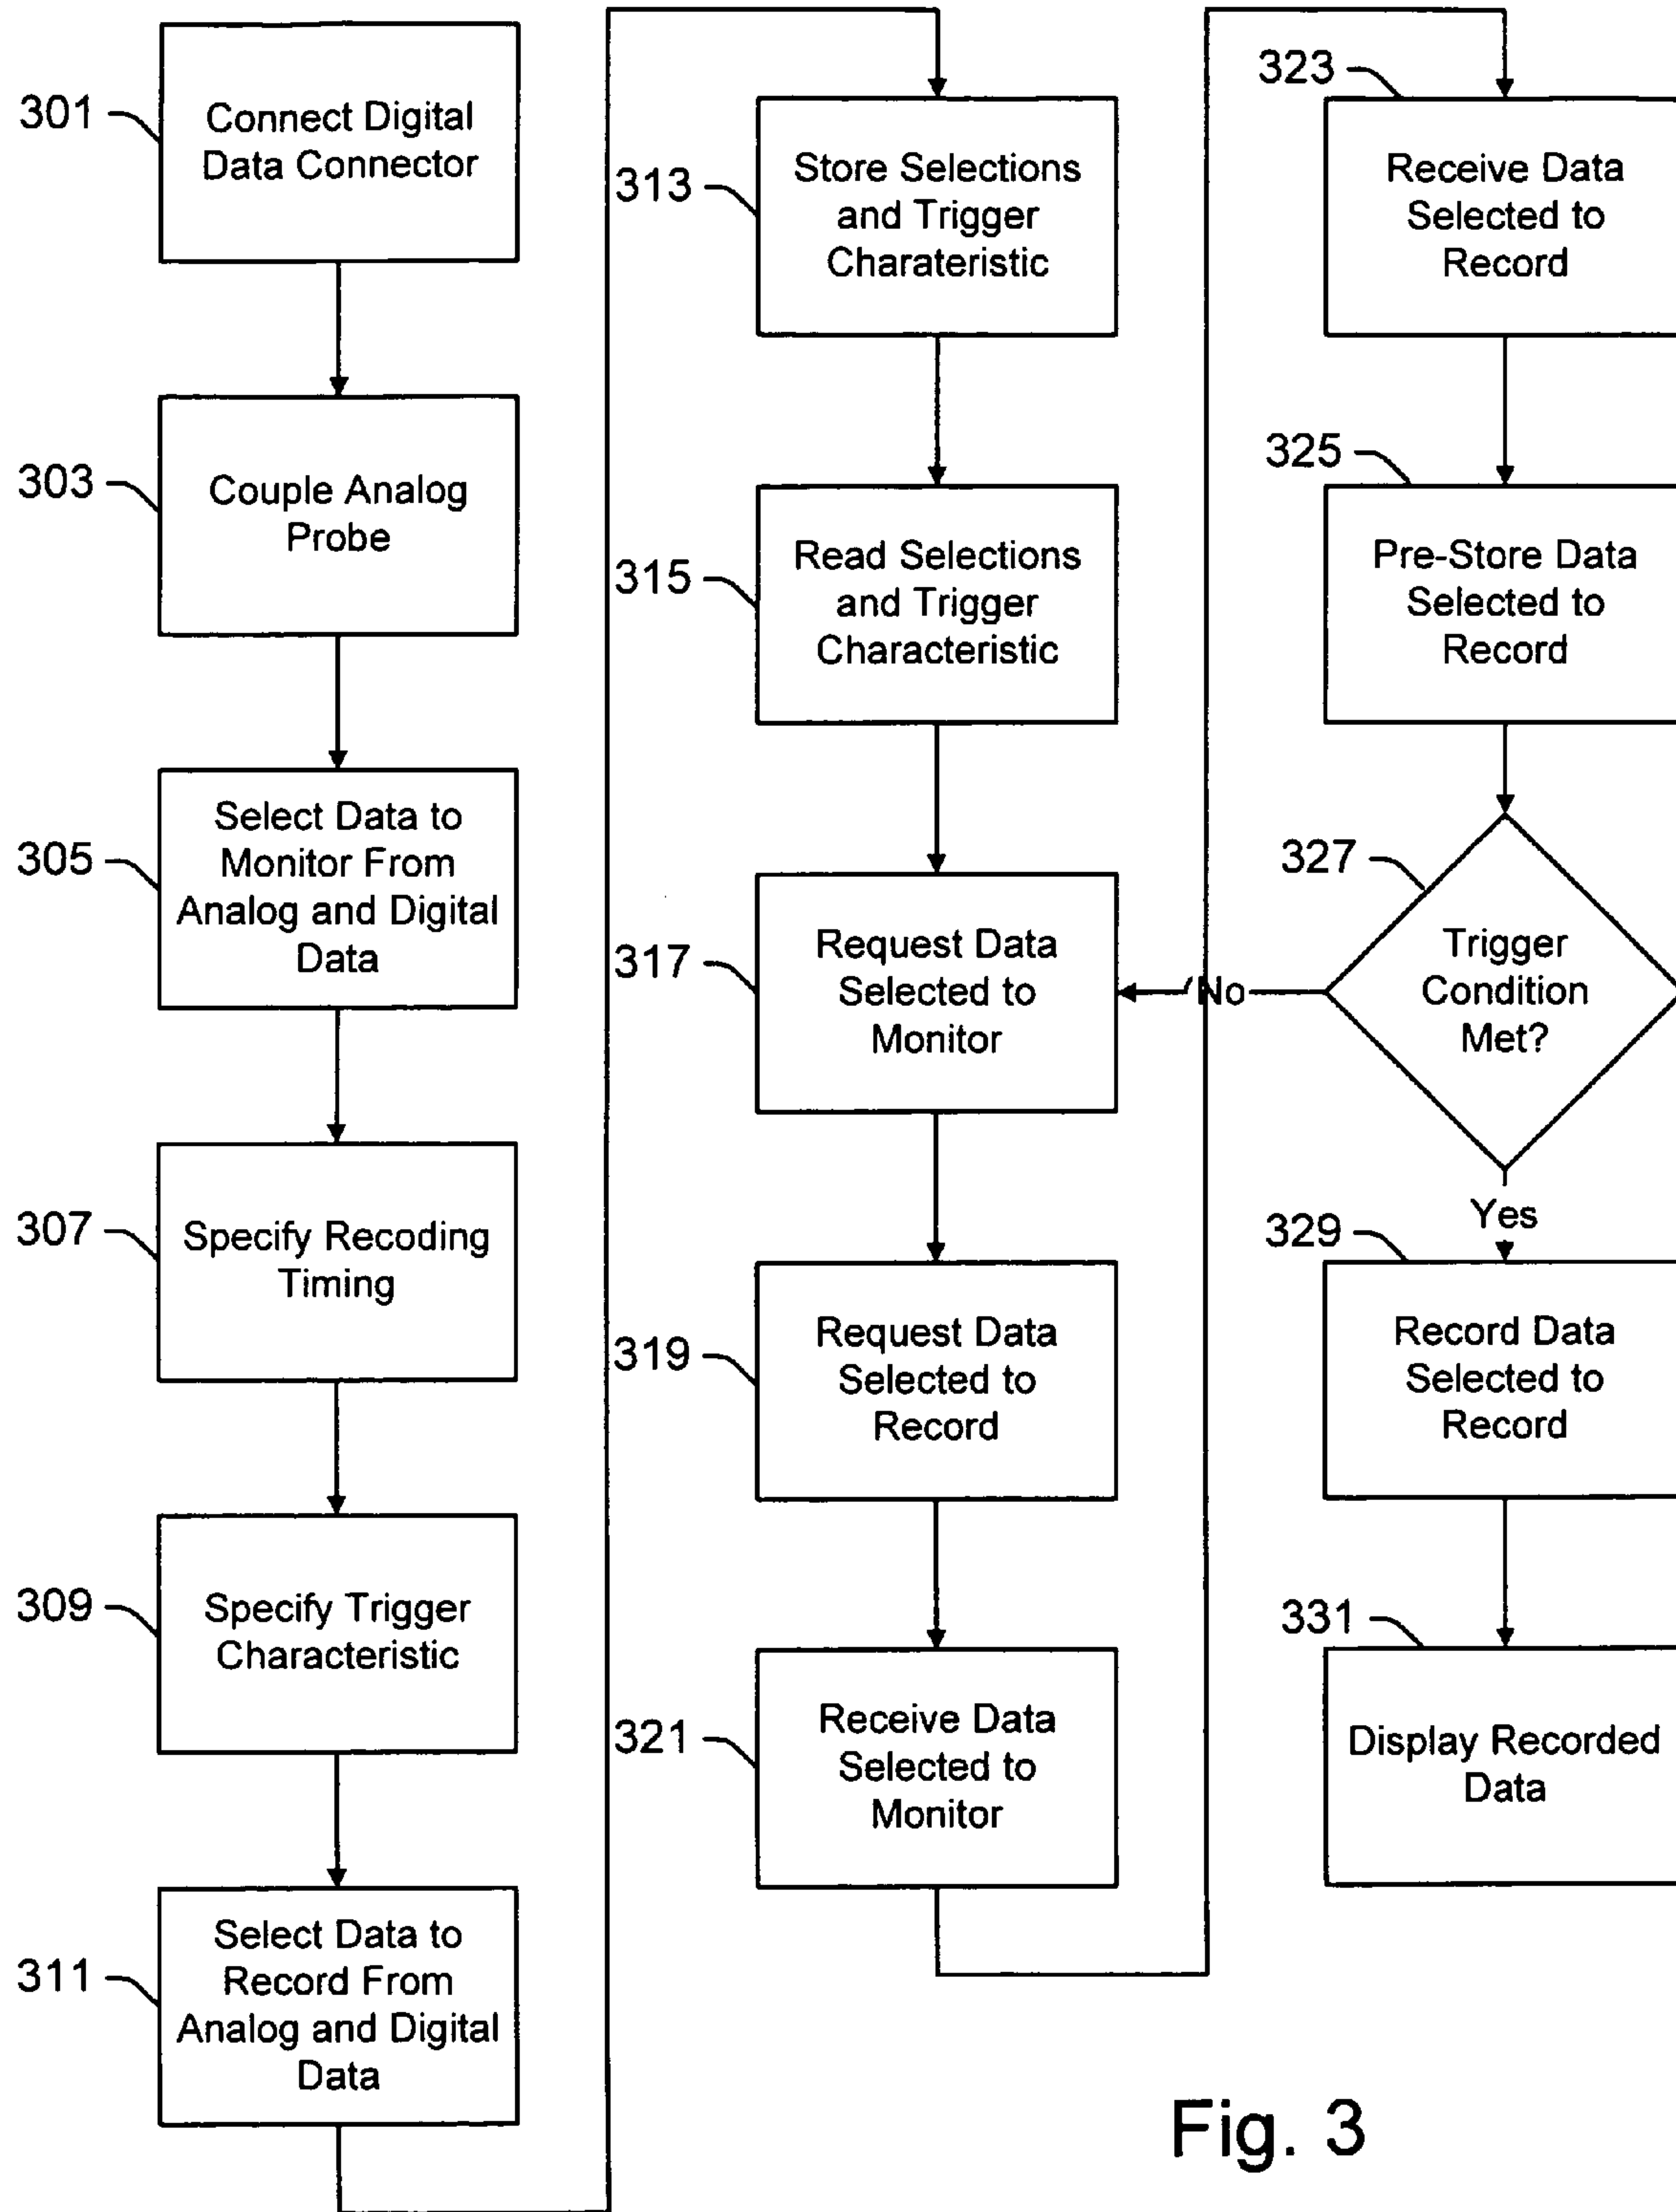 301
Connect Digital
Data Connector
303
Couple Analog
Probe
305
Select Data to
Monitor From
Analog and Digital
Data
307
Specify Recoding
Timing
309
Specify Trigger
Characteristic
311
Select Data to
Record From
Analog and Digital
Data
313
Store Selections
and Trigger
Charateristic
315
Read Selections
and Trigger
Characteristic
317
Request Data
Selected to
Monitor
319
Request Data
Selected to
Record
321
Receive Data
Selected to
Monitor
323
Receive Data
Selected to
Record
325
Pre-Store Data
Selected to
Record
327
Trigger
Condition
Met?
No
Yes
329
Record Data
Selected to
Record
331
Display Recorded
Data
Fig. 3